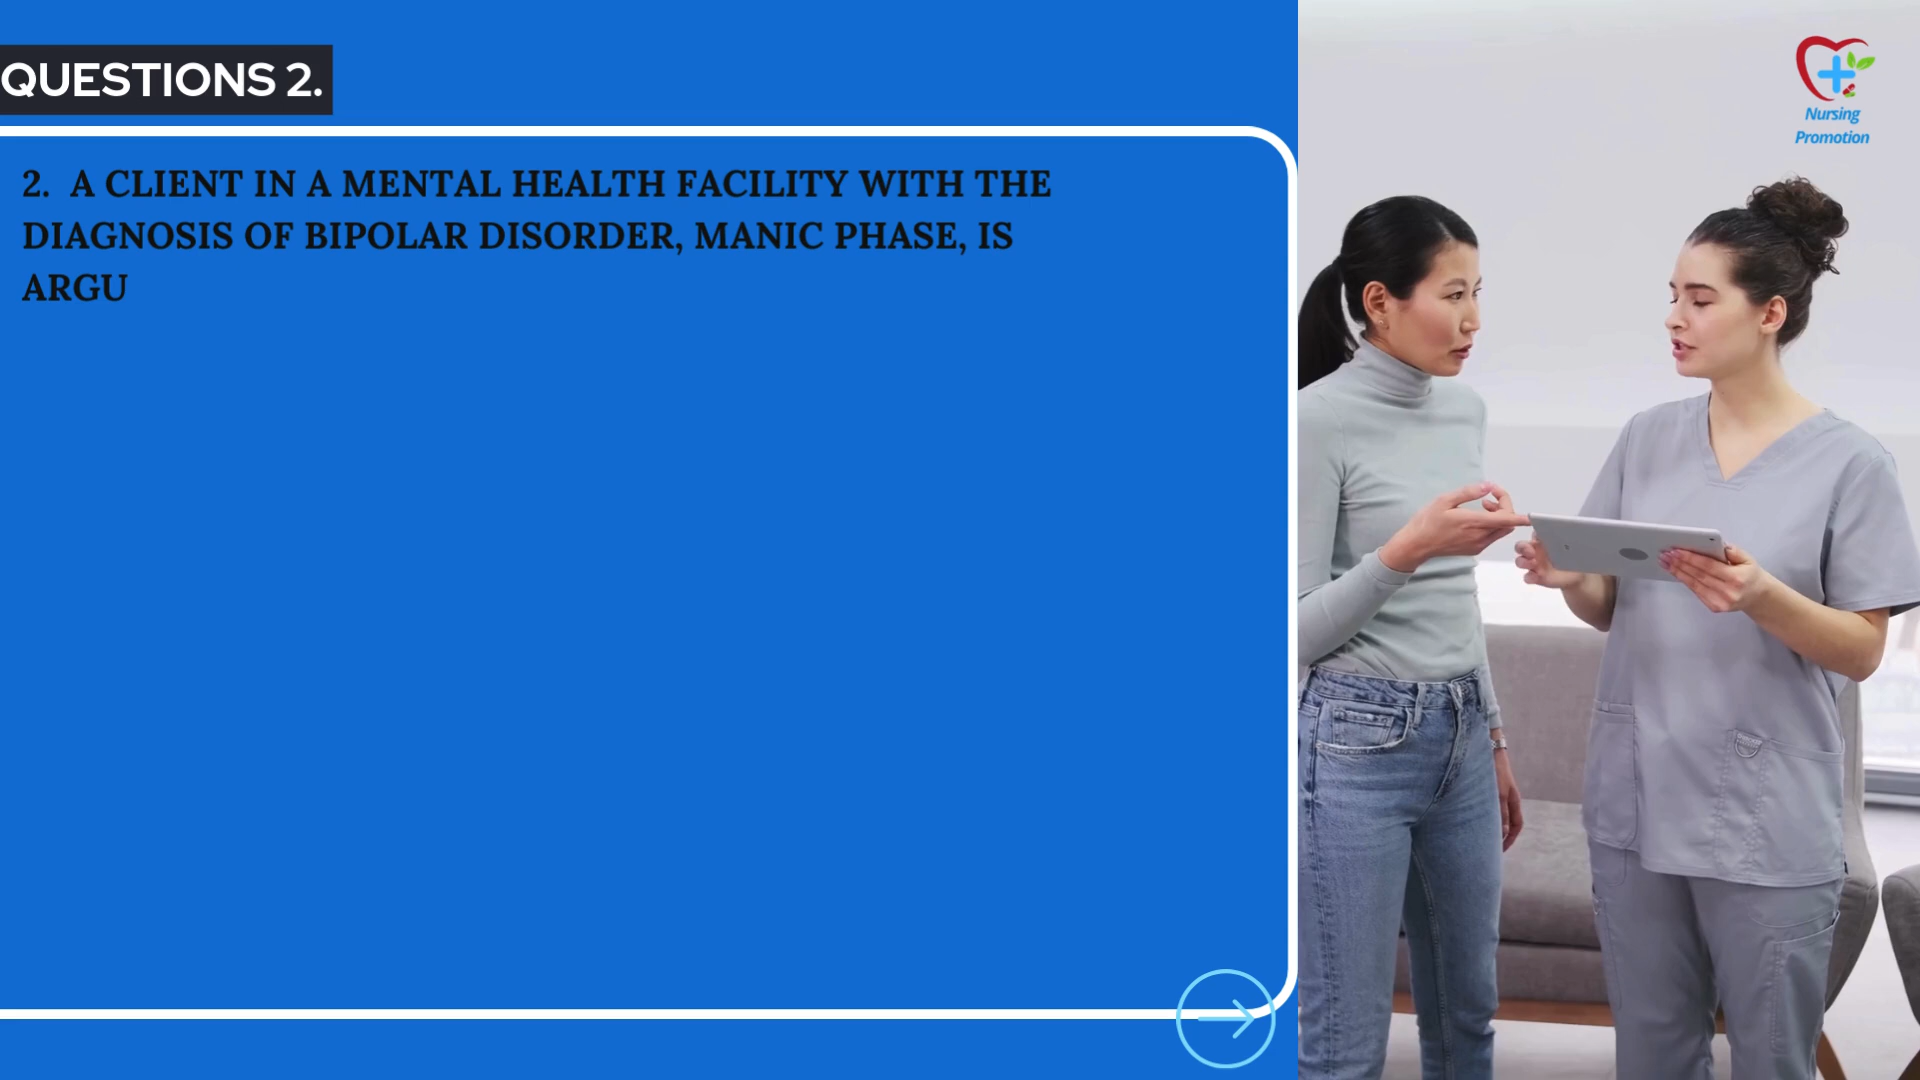 QUESTIONS 2.
2. A CLIENT IN A MENTAL HEALTH FACILITY WITH THE
DIAGNOSIS OF BIPOLAR DISORDER, MANIC PHASE, IS
ARGU
Nursing
Promotion